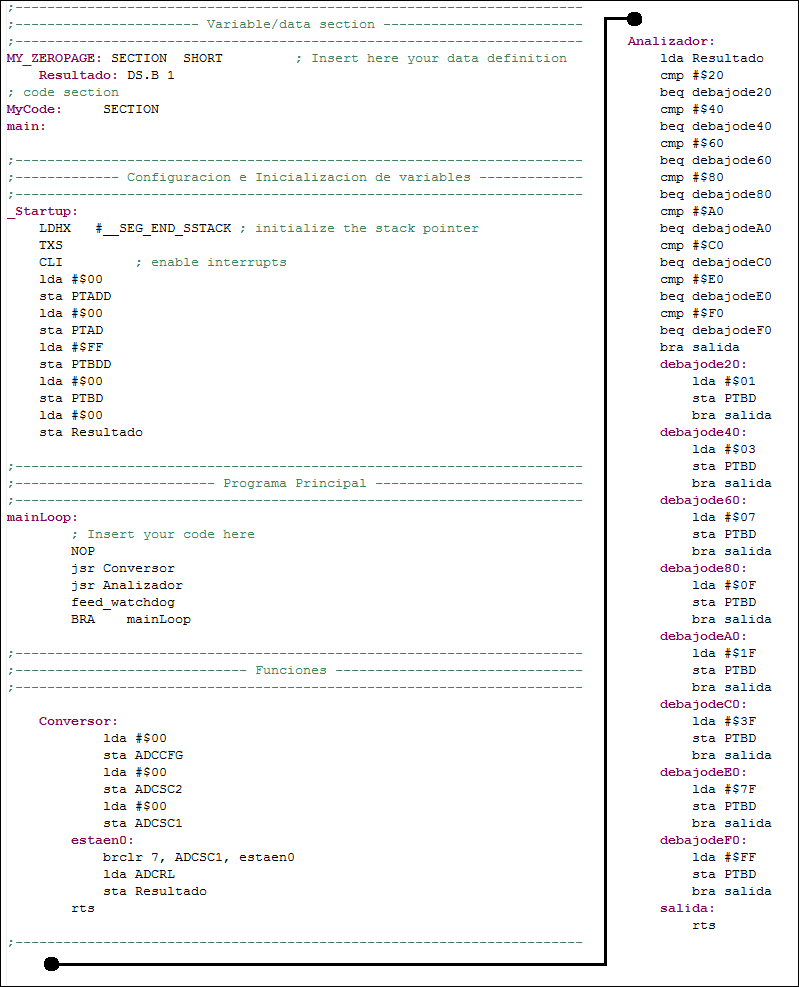 ;-----------------------------------------------------------------------
;----------------------- Variable/data section -------------------------
;-----------------------------------------------------------------------
MY_ZEROPAGE: SECTION  SHORT         ; Insert here your data definition
    Resultado: DS.B 1
; code section
MyCode:     SECTION
main:
;-----------------------------------------------------------------------
;------------- Configuracion e Inicializacion de variables -------------
;-----------------------------------------------------------------------
_Startup:
    LDHX   #__SEG_END_SSTACK ; initialize the stack pointer
    TXS
    CLI         ; enable interrupts
    lda #$00
    sta PTADD
    lda #$00
    sta PTAD
    lda #$FF
    sta PTBDD
    lda #$00
    sta PTBD
    lda #$00
    sta Resultado
;-----------------------------------------------------------------------
;------------------------- Programa Principal --------------------------
;-----------------------------------------------------------------------
mainLoop:
        ; Insert your code here
        NOP
        jsr Conversor
        jsr Analizador
        feed_watchdog
        BRA    mainLoop
;-----------------------------------------------------------------------
;----------------------------- Funciones -------------------------------
;-----------------------------------------------------------------------
    Conversor:
            lda #$00
            sta ADCCFG
            lda #$00
            sta ADCSC2
            lda #$00
            sta ADCSC1
        estaen0:
            brclr 7, ADCSC1, estaen0
            lda ADCRL
            sta Resultado
        rts
;-----------------------------------------------------------------------
Analizador:
    lda Resultado
    cmp #$20
    beq debajode20
    cmp #$40
    beq debajode40
    cmp #$60
    beq debajode60
    cmp #$80
    beq debajode80
    cmp #$A0
    beq debajodeA0
    cmp #$C0
    beq debajodeC0
    cmp #$E0
    beq debajodeE0
    cmp #$F0
    beq debajodeF0
    bra salida
    debajode20:
        lda #$01
        sta PTBD
        bra salida
    debajode40:
        lda #$03
        sta PTBD
        bra salida
    debajode60:
        lda #$07
        sta PTBD
        bra salida
    debajode80:
        lda #$0F
        sta PTBD
        bra salida
    debajodeA0:
        lda #$1F
        sta PTBD
        bra salida
    debajodeC0:
        lda #$3F
        sta PTBD
        bra salida
    debajodeE0:
        lda #$7F
        sta PTBD
        bra salida
    debajodeF0:
        lda #$FF
        sta PTBD
        bra salida
    salida:
        rts